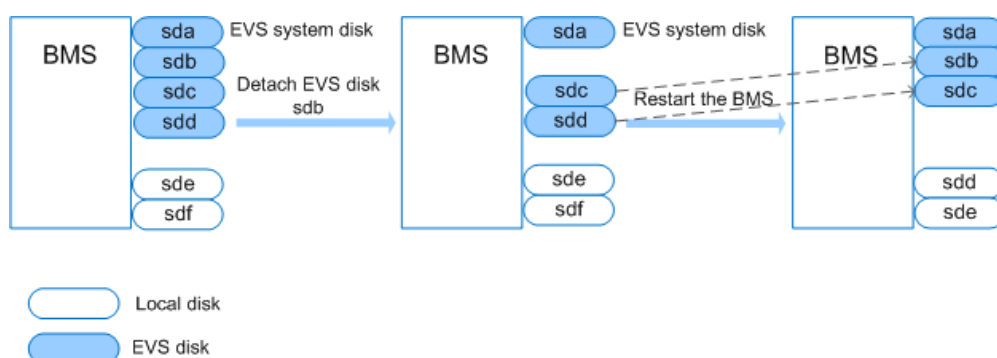 BMS
sda
sdb
sdc
sdd
sde
sdf
EVS system disk
Detach EVS disk
sdb
BMS
sda
sdc
sdd
sde
sdf
EVS system disk
Restart the BMS
BMS
sda
sdb
sdc
sdd
sde
Local disk
EVS disk